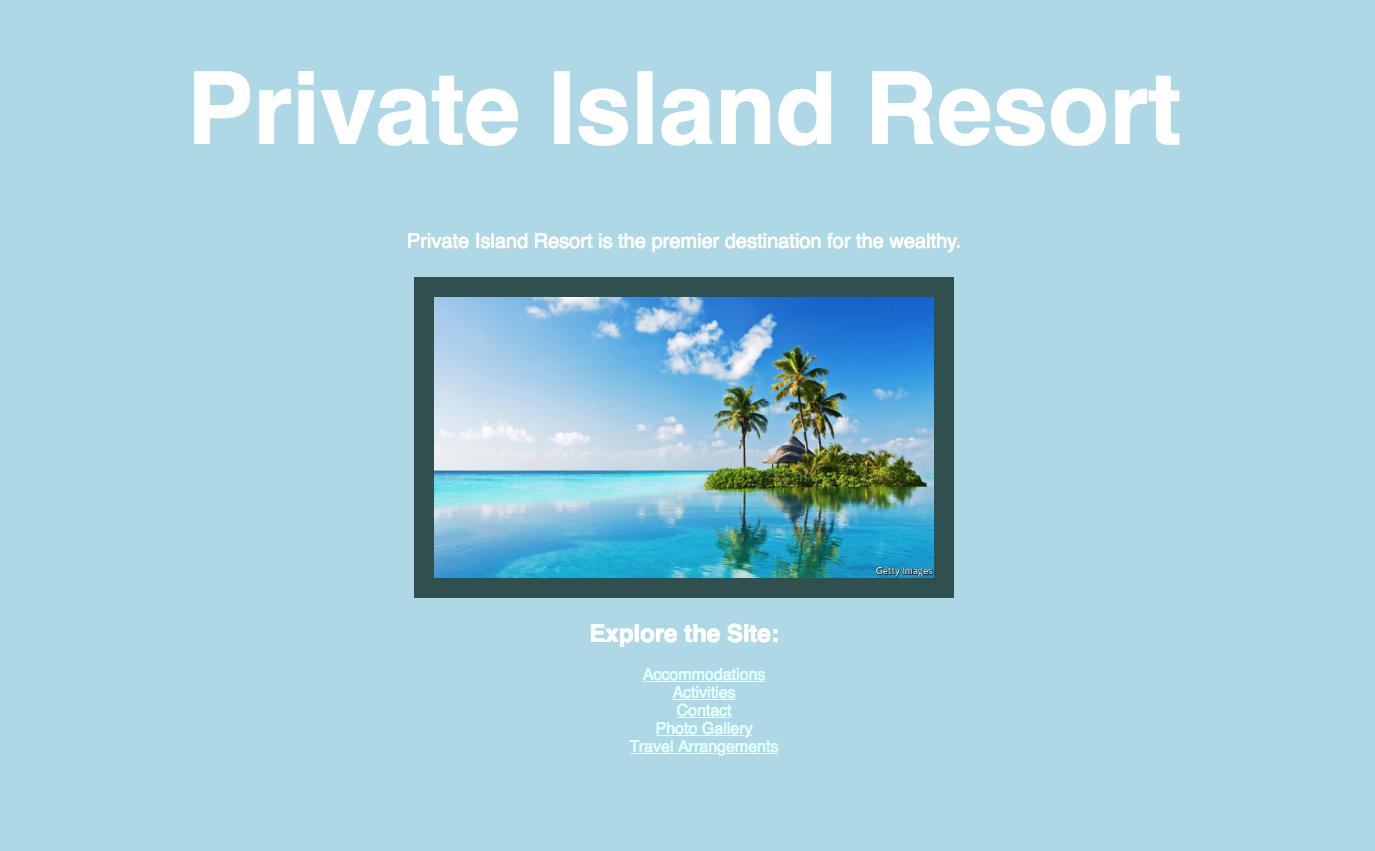 Private Island Resort
Private Island Resort is the premier destination for the wealthy.
Getty Images
Explore the Site:
Accommodations
Activities
Contact
Photo Gallery
Travel Arrangements